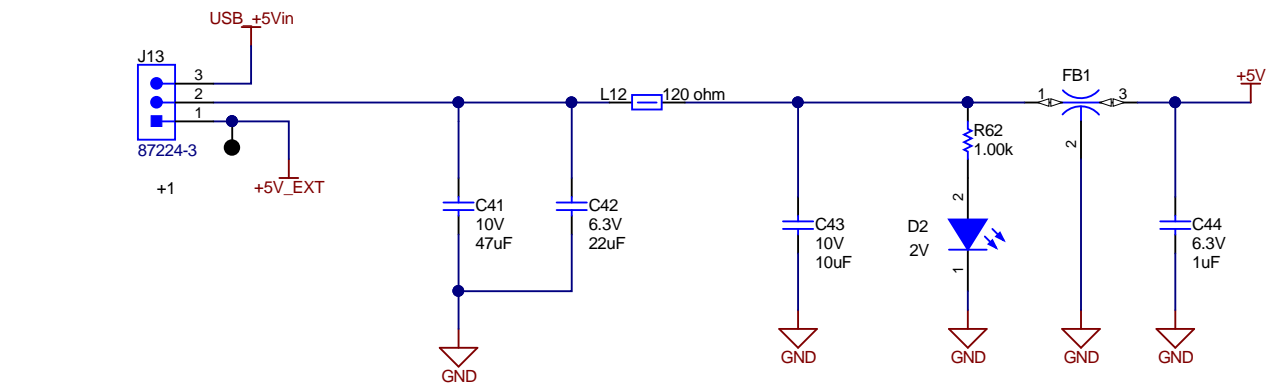 USB_+5Vin
J13
3
2
1
87224-3
+1
+5V_EXT
L12
120 ohm
C41
10V
47uF
C42
6.3V
22uF
GND
C43
10V
10uF
GND
R62
1.00k
2
D2
2V
1
GND
FB1
1
3
2
GND
+5V
C44
6.3V
1uF
GND